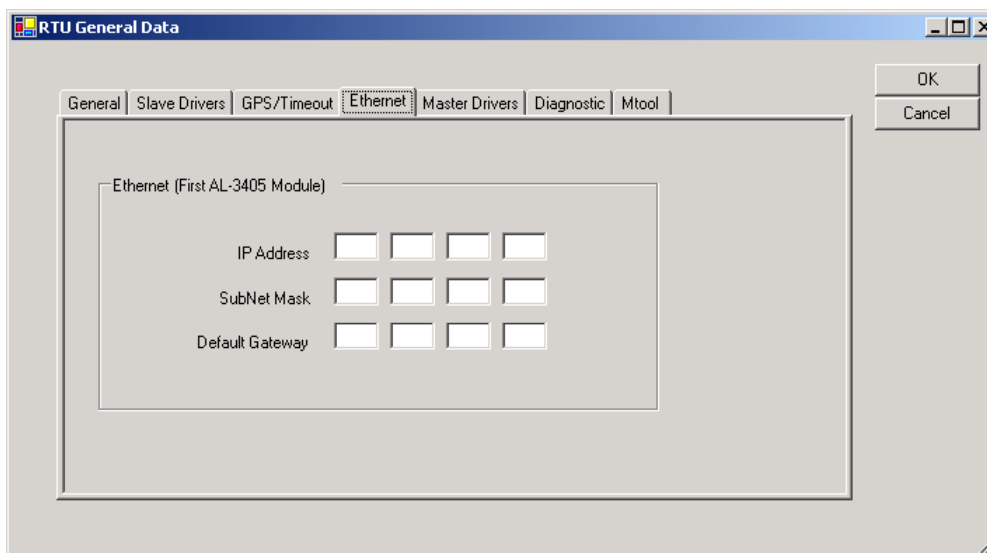 RTU General Data
OK
Cancel
General Slave Drivers GPS/Timeout Ethernet Master Drivers Diagnostic Mtool
Ethernet (First AL-3405 Module)
IP Address
SubNet Mask
Default Gateway